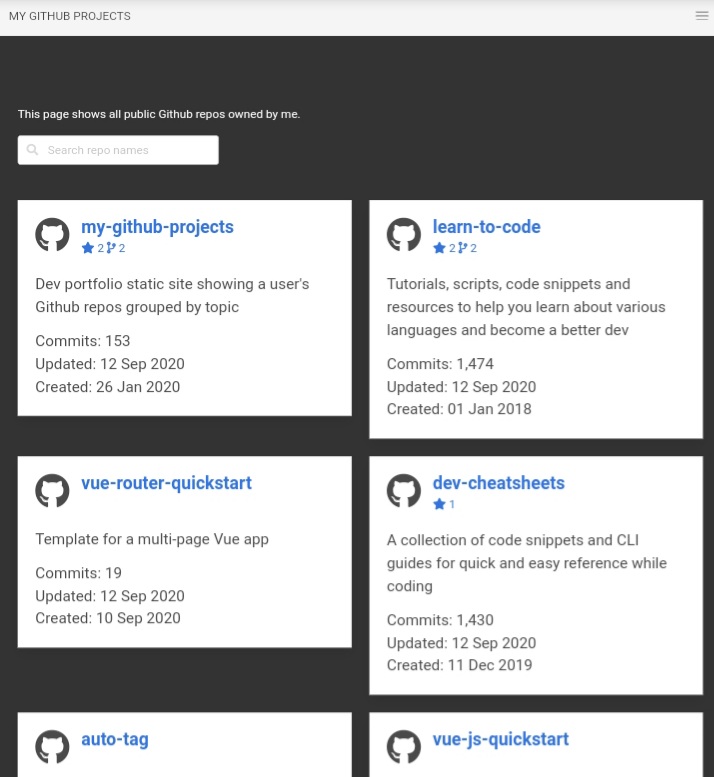 MY GITHUB PROJECTS
This page shows all public Github repos owned by me.
Search repo names
my-github-projects
2 2
Dev portfolio static site showing a user's
Github repos grouped by topic
Commits: 153
Updated: 12 Sep 2020
Created: 26 Jan 2020
learn-to-code
2 2
Tutorials, scripts, code snippets and
resources to help you learn about various
languages and become a better dev
Commits: 1,474
Updated: 12 Sep 2020
Created: 01 Jan 2018
vue-router-quickstart
Template for a multi-page Vue app
Commits: 19
Updated: 12 Sep 2020
Created: 10 Sep 2020
dev-cheatsheets
1
A collection of code snippets and CLI
guides for quick and easy reference while
coding
Commits: 1,430
Updated: 12 Sep 2020
Created: 11 Dec 2019
auto-tag
vue-js-quickstart